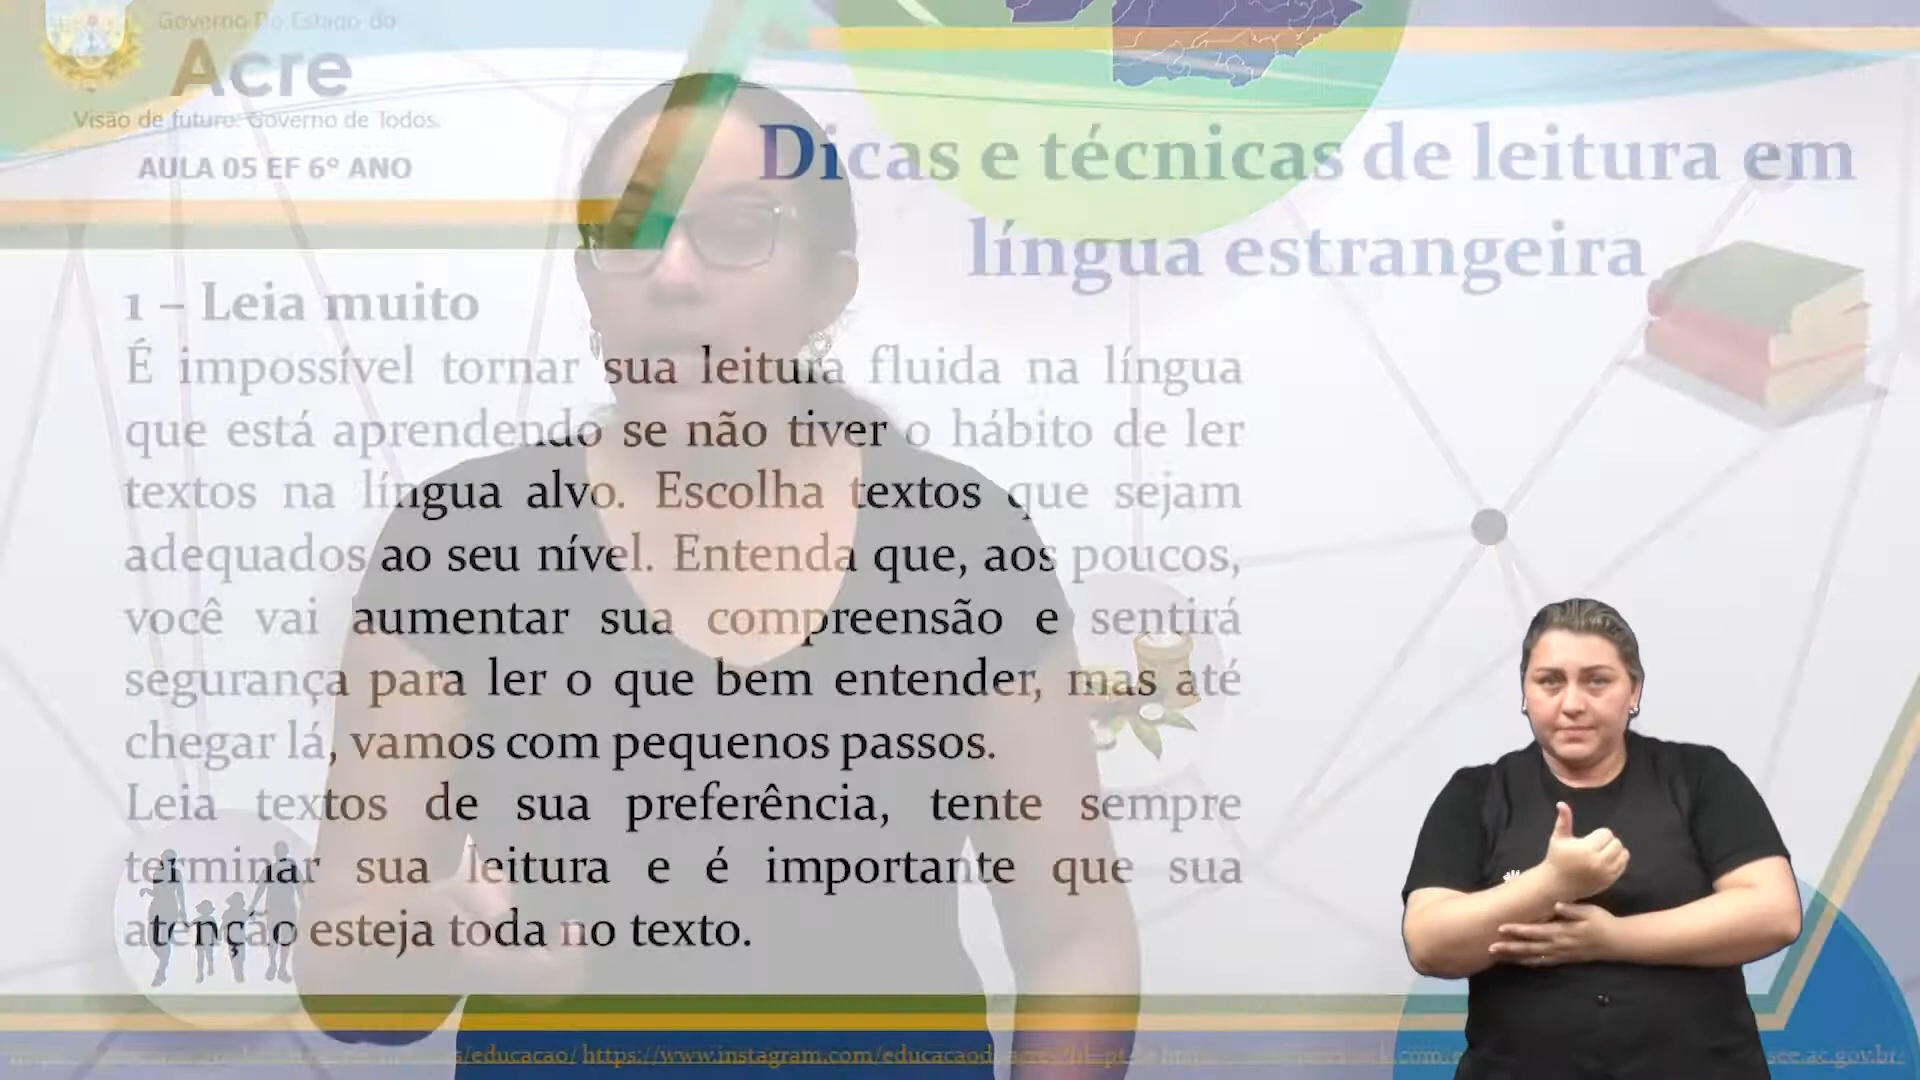 Governo Do Estado do
Acre
Visão de futuro. Governo de Todos.
AULA 05 EF 6º ANO
Dicas e técnicas de leitura em
língua estrangeira
1 – Leia muito
É impossível tornar sua leitura fluida na língua
que está aprendendo se não tiver o hábito de ler
textos na língua alvo. Escolha textos que sejam
adequados ao seu nível. Entenda que, aos poucos,
você vai aumentar sua compreensão e sentirá
segurança para ler o que bem entender, mas até
chegar lá, vamos com pequenos passos.
Leia textos de sua preferência, tente sempre
terminar sua leitura e é importante que sua
atenção esteja toda no texto.
/educacao/ https://www.instagram.com/educacaod see.ac.gov.br/